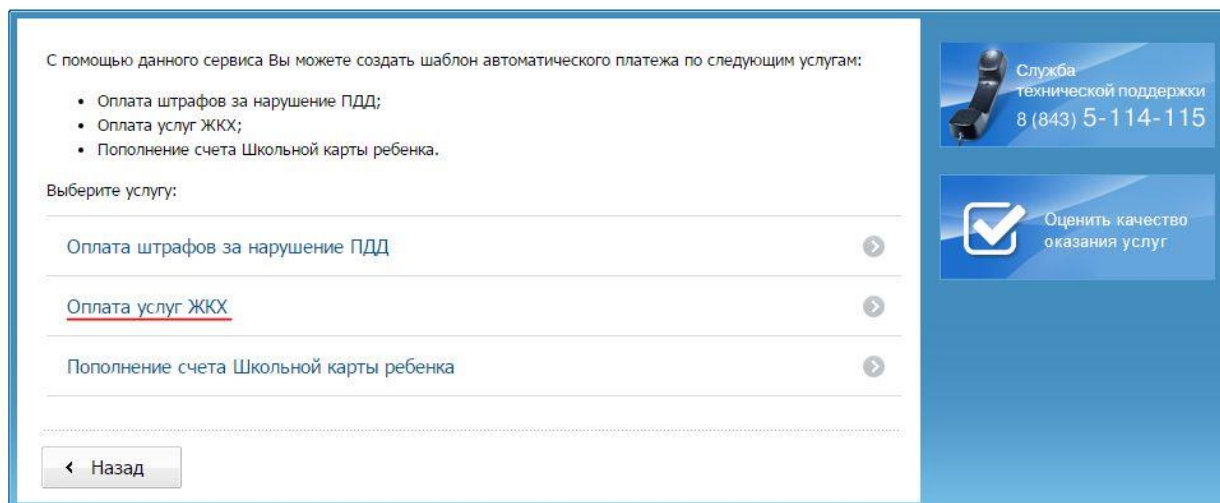 С помощью данного сервиса Вы можете создать шаблон автоматического платежа по следующим услугам:
• Оплата штрафов за нарушение ПДД;
• Оплата услуг ЖКХ;
• Пополнение счета Школьной карты ребенка.
Выберите услугу:
Оплата штрафов за нарушение ПДД
Оплата услуг ЖКХ
Пополнение счета Школьной карты ребенка
Назад
Служба
технической поддержки
8 (843) 5-114-115
Оценить качество
оказания услуг